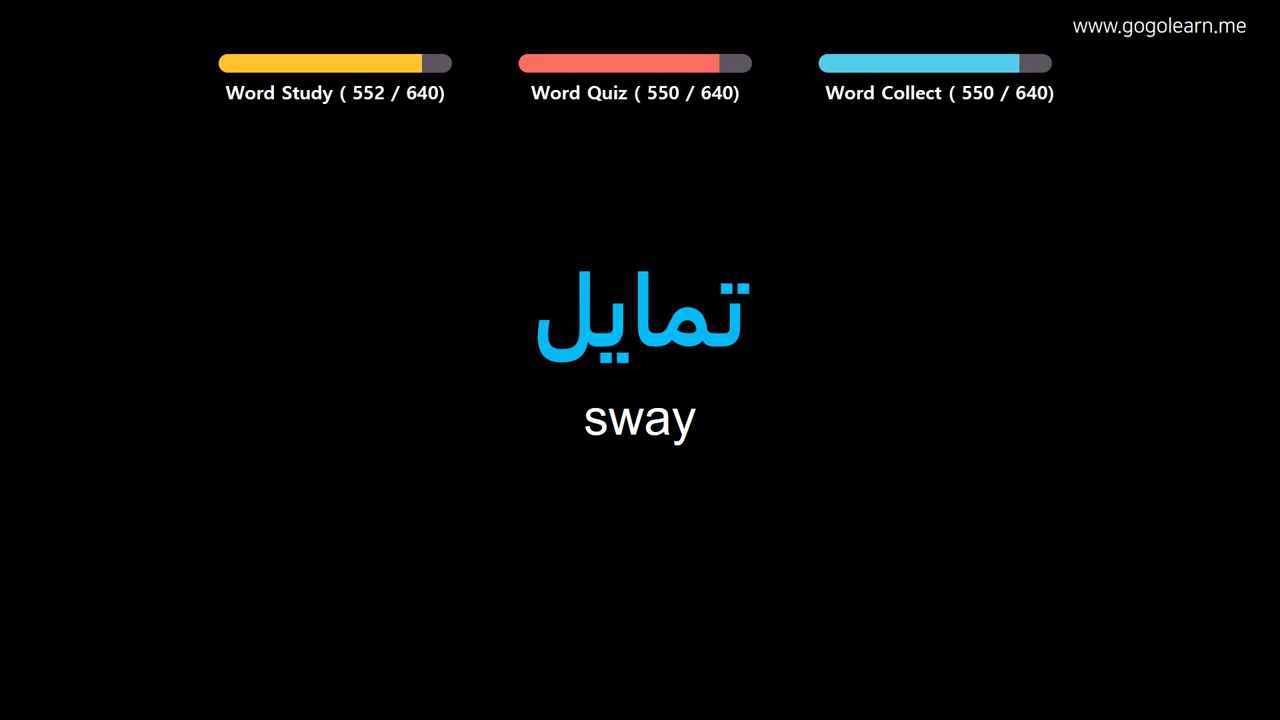 www.gogolearn.me
Word Study ( 552 / 640)
Word Quiz ( 550 / 640)
Word Collect ( 550 / 640)
تمايل
sway